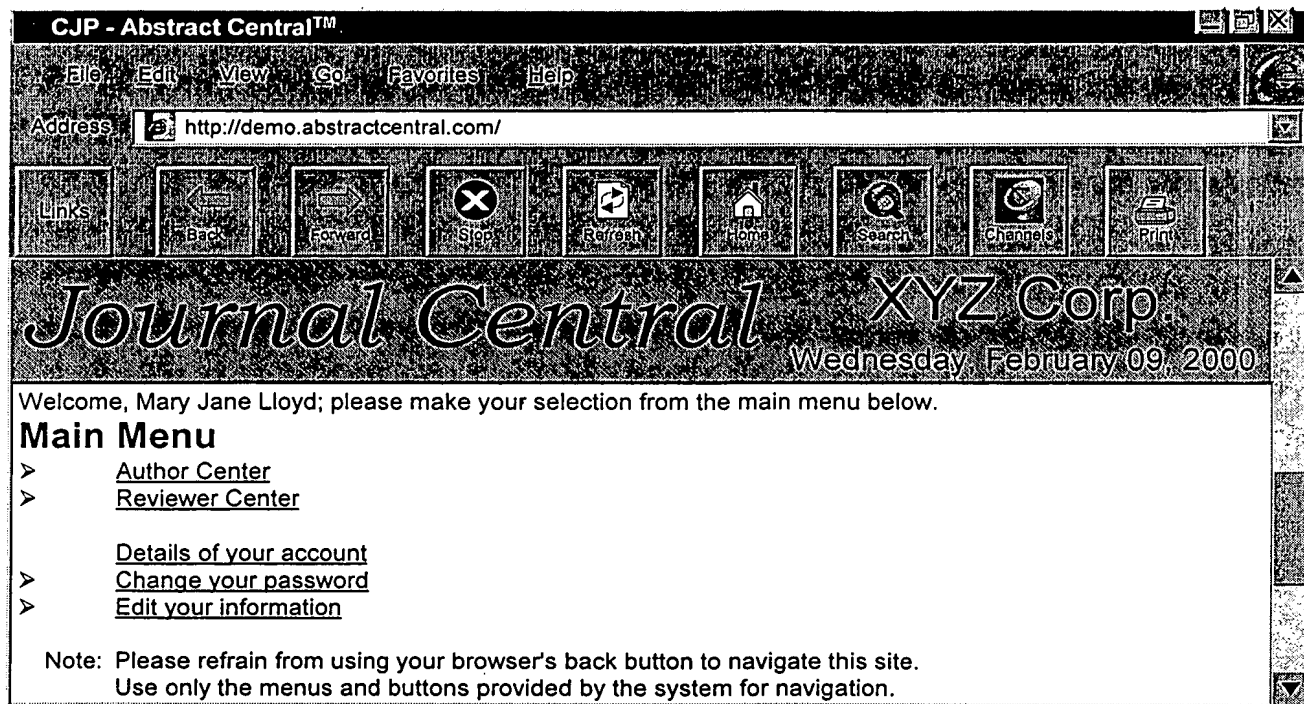 CJP - Abstract Central™
File Edit View Go Favorites Help
Address http://demo.abstractcentral.com/
Links Back Forward Stop Refresh Home Search Channels Print
Journal Central XYZ Corp.
Wednesday, February 09, 2000
Welcome, Mary Jane Lloyd; please make your selection from the main menu below.
Main Menu
➢ Author Center
➢ Reviewer Center
Details of your account
➢ Change your password
➢ Edit your information
Note: Please refrain from using your browser's back button to navigate this site.
Use only the menus and buttons provided by the system for navigation.